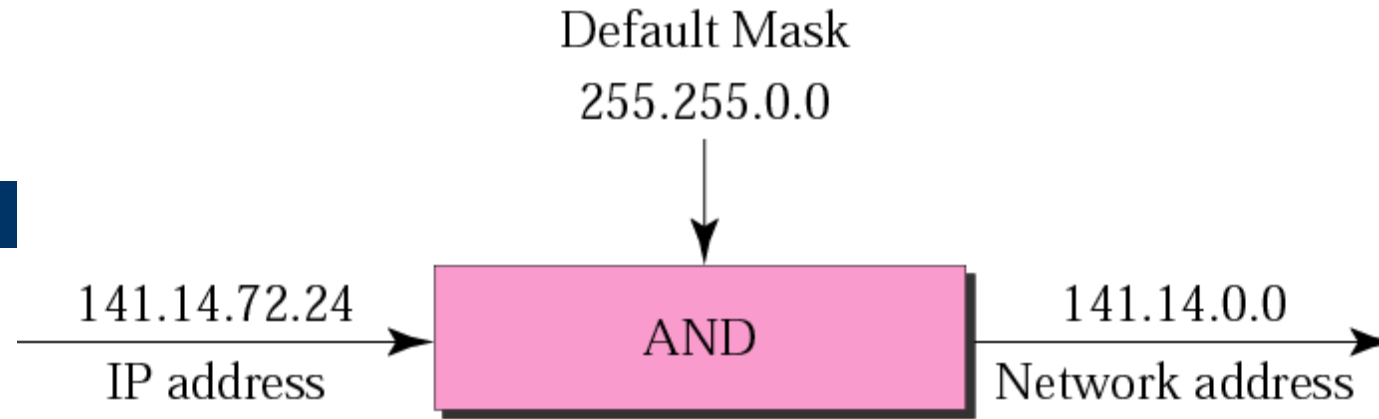 Default Mask
255.255.0.0
141.14.72.24
IP address
AND
141.14.0.0
Network address